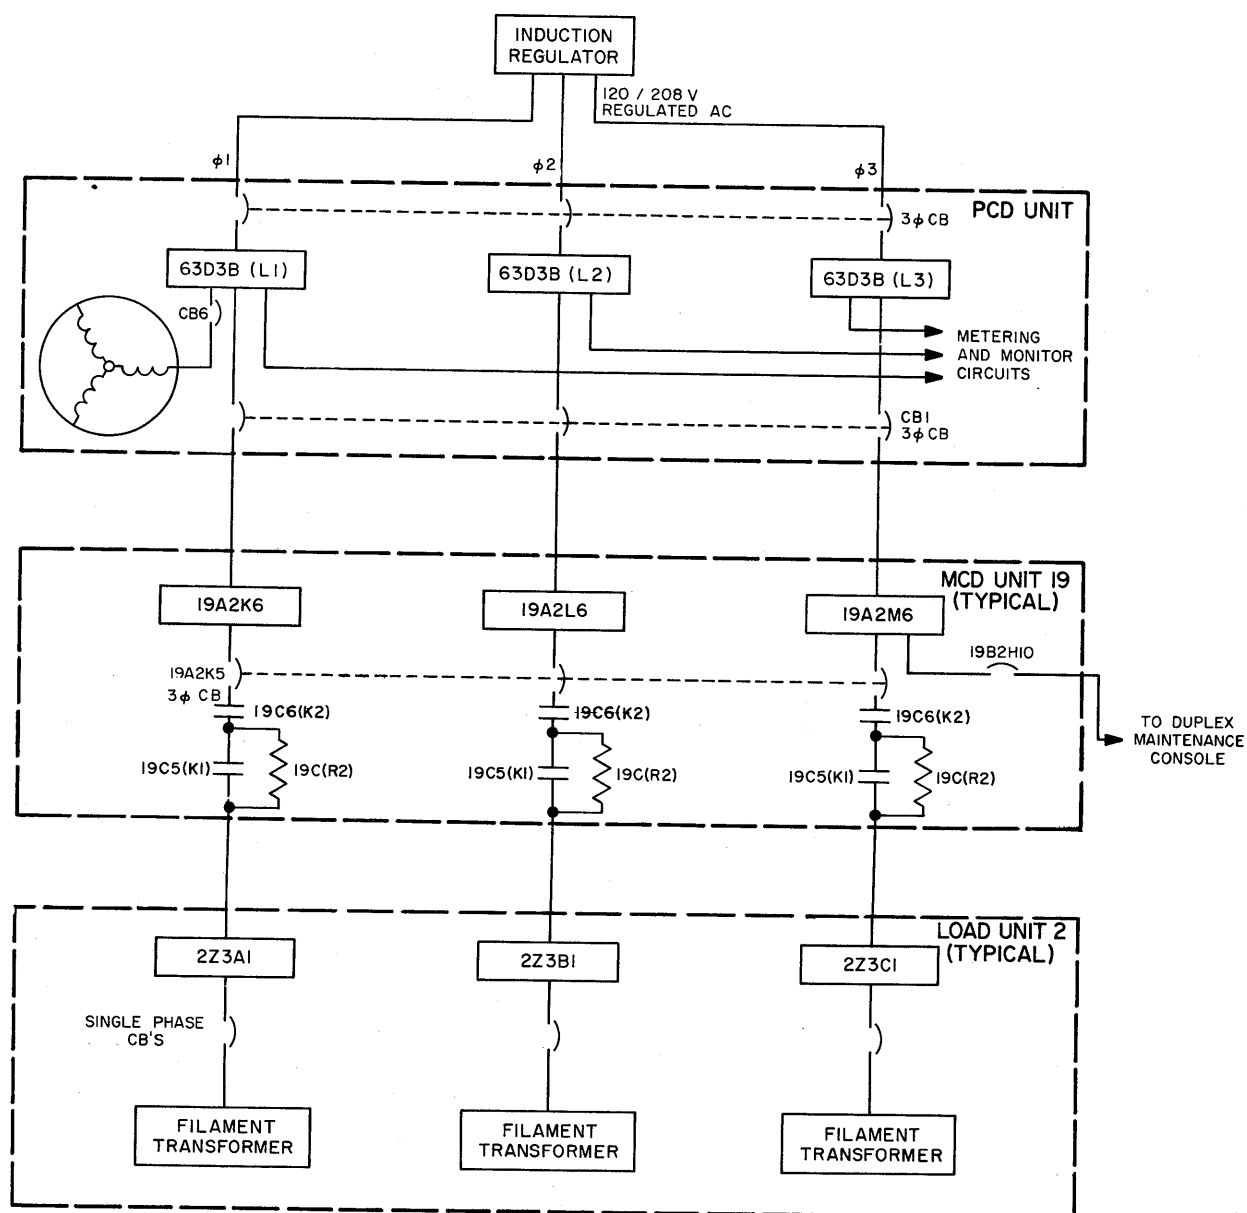 INDUCTION
REGULATOR
120 / 208 V
REGULATED AC
φ1
φ2
φ3
PCD UNIT
3φ CB
63D3B (L1)
63D3B (L2)
63D3B (L3)
CB6
METERING
AND MONITOR
CIRCUITS
CB1
3φ CB
MCD UNIT 19
(TYPICAL)
19A2K6
19A2L6
19A2M6
19B2H10
19A2K5
3φ CB
19C6(K2)
19C6(K2)
19C6(K2)
TO DUPLEX
MAINTENANCE
CONSOLE
19C5(K1)
19C(R2)
19C5(K1)
19C(R2)
19C5(K1)
19C(R2)
LOAD UNIT 2
(TYPICAL)
2Z3A1
2Z3B1
2Z3C1
SINGLE PHASE
CB'S
FILAMENT
TRANSFORMER
FILAMENT
TRANSFORMER
FILAMENT
TRANSFORMER